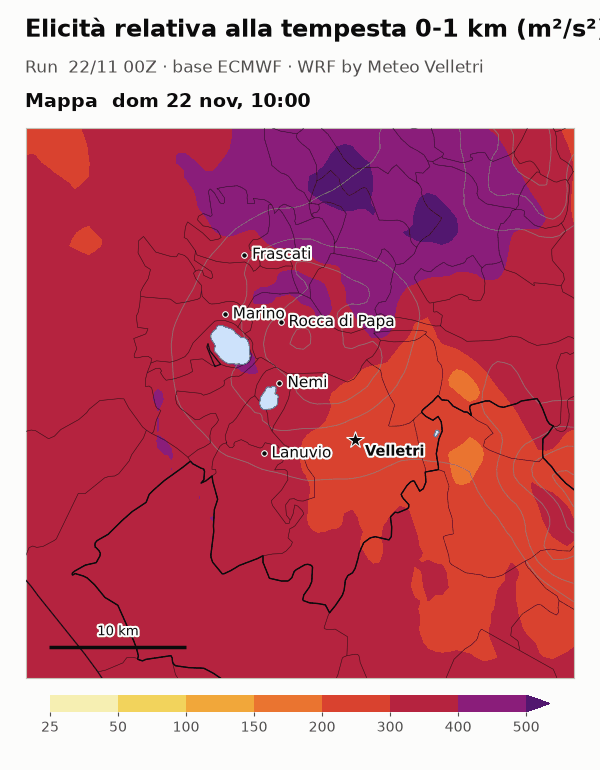 Elicità relativa alla tempesta 0-1 km (m²/s²)
Run 22/11 00Z · base ECMWF · WRF by Meteo Velletri
Mappa dom 22 nov, 10:00
Frascati
Marino
Rocca di Papa
Nemi
Velletri
Lanuvio
10 km
25 50 100 150 200 300 400 500